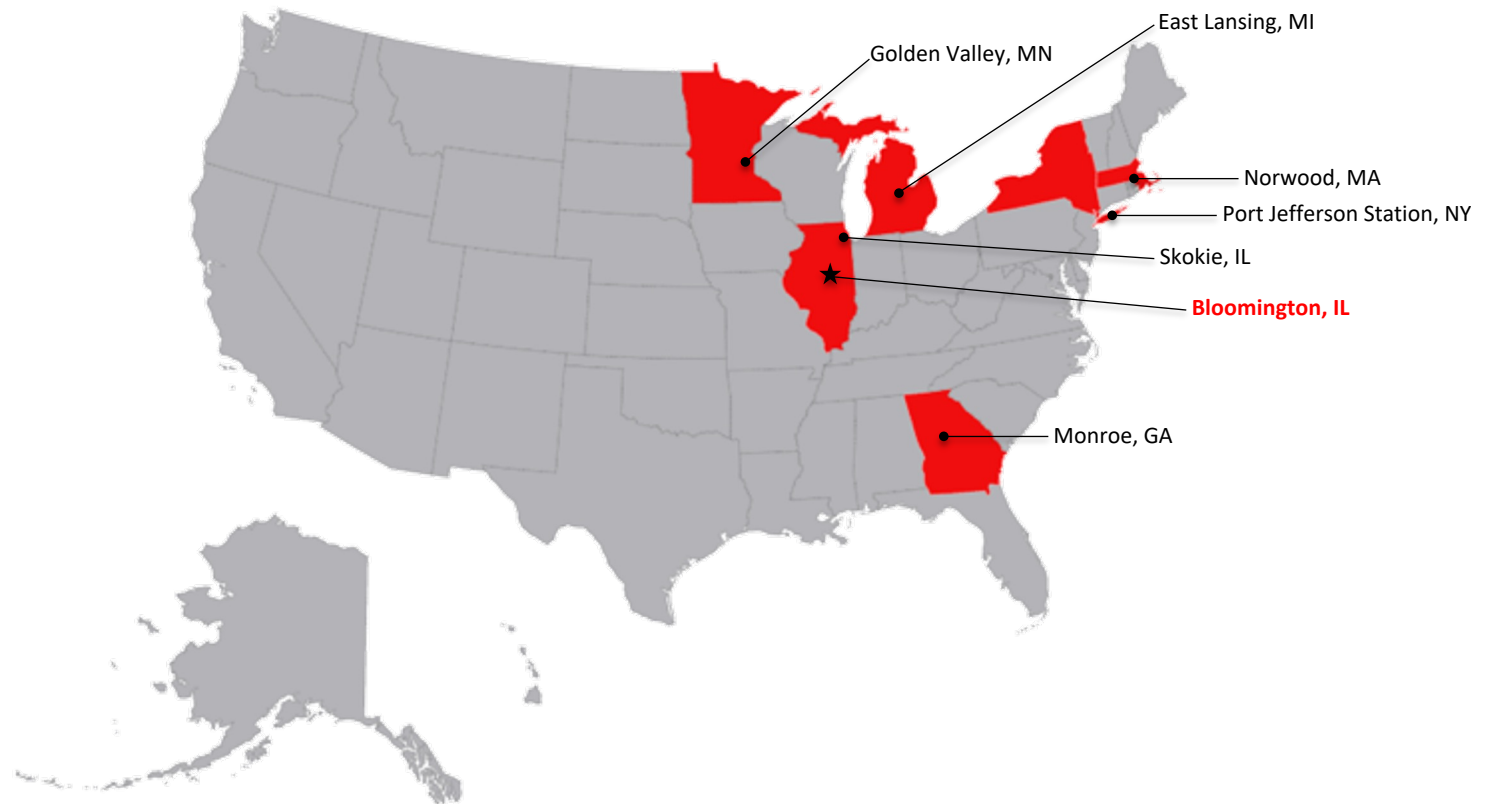 East Lansing, MI
Golden Valley, MN
Norwood, MA
Port Jefferson Station, NY
Skokie, IL
Bloomington, IL
Monroe, GA